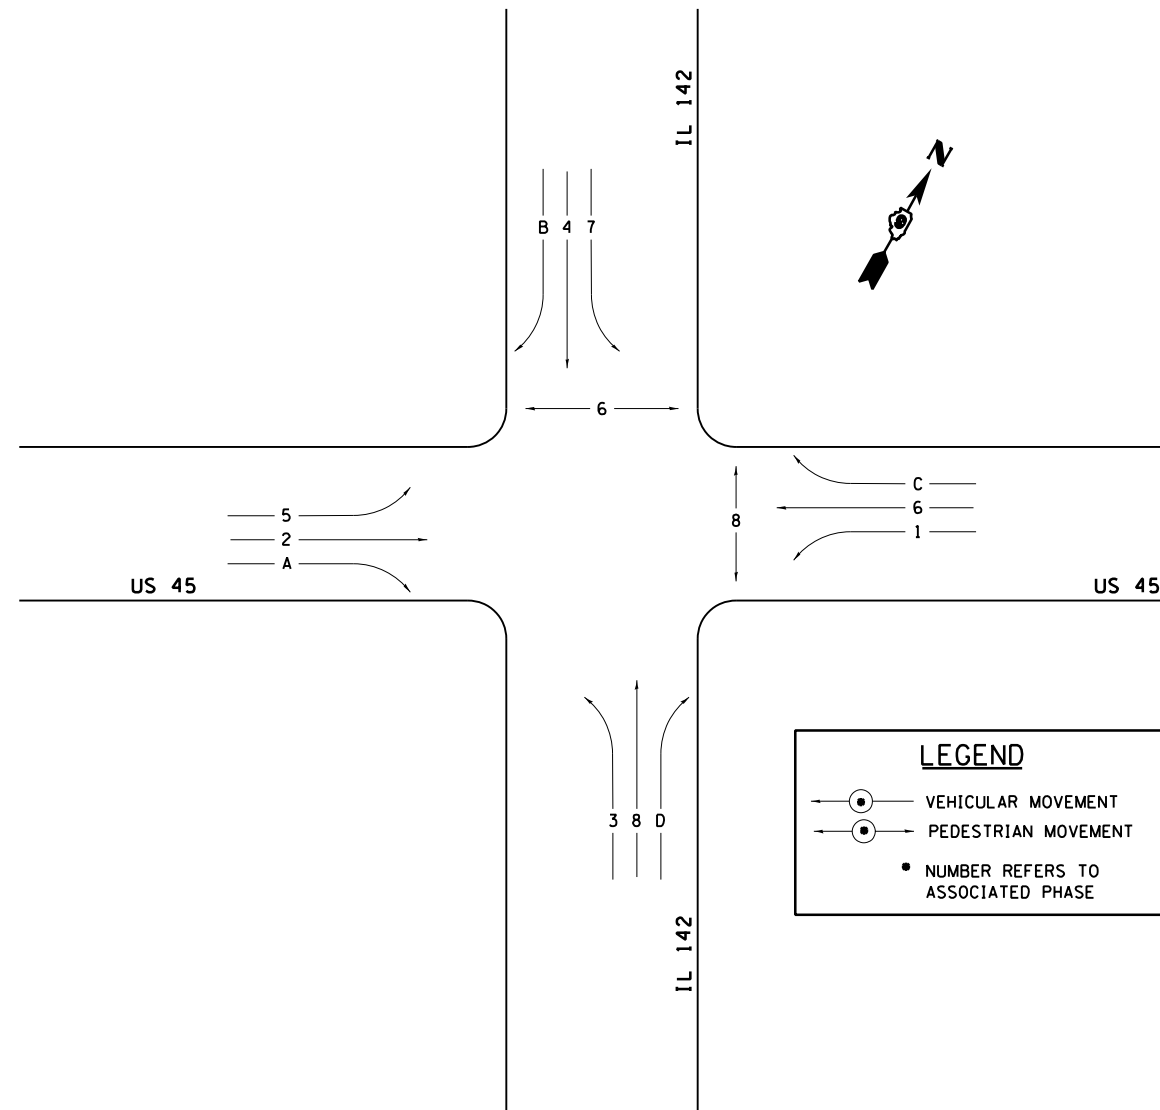 IL 142
N
B 4 7
6
5
2
A
8
C
6
1
US 45
US 45
3 8 D
IL 142
LEGEND
VEHICULAR MOVEMENT
PEDESTRIAN MOVEMENT
NUMBER REFERS TO
ASSOCIATED PHASE